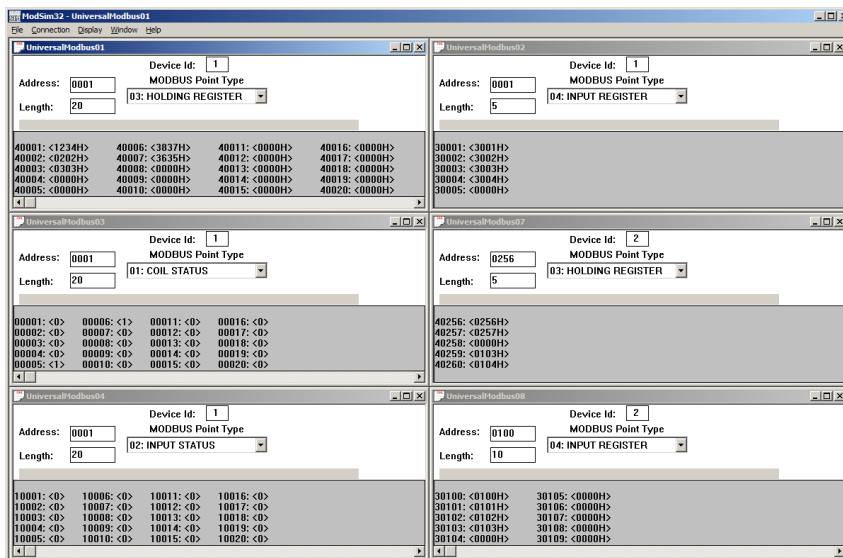 ModSim32 - UniversalModbus01
File Connection Display Window Help
UniversalModbus01
Device Id: 1
Address: 0001 MODBUS Point Type
Length: 20 03: HOLDING REGISTER
40001: <1234H> 40006: <3837H> 40011: <0000H> 40016: <0000H>
40002: <0202H> 40007: <3635H> 40012: <0000H> 40017: <0000H>
40003: <0303H> 40008: <0000H> 40013: <0000H> 40018: <0000H>
40004: <0000H> 40009: <0000H> 40014: <0000H> 40019: <0000H>
40005: <0000H> 40010: <0000H> 40015: <0000H> 40020: <0000H>
UniversalModbus02
Device Id: 1
Address: 0001 MODBUS Point Type
Length: 5 04: INPUT REGISTER
30001: <3001H>
30002: <3002H>
30003: <3003H>
30004: <3004H>
30005: <0000H>
UniversalModbus03
Device Id: 1
Address: 0001 MODBUS Point Type
Length: 20 01: COIL STATUS
00001: <0> 00006: <1> 00011: <0> 00016: <0>
00002: <0> 00007: <0> 00012: <0> 00017: <0>
00003: <0> 00008: <0> 00013: <0> 00018: <0>
00004: <0> 00009: <0> 00014: <0> 00019: <0>
00005: <1> 00010: <0> 00015: <0> 00020: <0>
UniversalModbus07
Device Id: 2
Address: 0256 MODBUS Point Type
Length: 5 03: HOLDING REGISTER
40256: <0256H>
40257: <0257H>
40258: <0000H>
40259: <0103H>
40260: <0104H>
UniversalModbus04
Device Id: 1
Address: 0001 MODBUS Point Type
Length: 20 02: INPUT STATUS
10001: <0> 10006: <0> 10011: <0> 10016: <0>
10002: <0> 10007: <0> 10012: <0> 10017: <0>
10003: <0> 10008: <0> 10013: <0> 10018: <0>
10004: <0> 10009: <0> 10014: <0> 10019: <0>
10005: <0> 10010: <0> 10015: <0> 10020: <0>
UniversalModbus08
Device Id: 2
Address: 0100 MODBUS Point Type
Length: 10 04: INPUT REGISTER
30100: <0100H> 30105: <0000H>
30101: <0101H> 30106: <0000H>
30102: <0102H> 30107: <0000H>
30103: <0103H> 30108: <0000H>
30104: <0000H> 30109: <0000H>